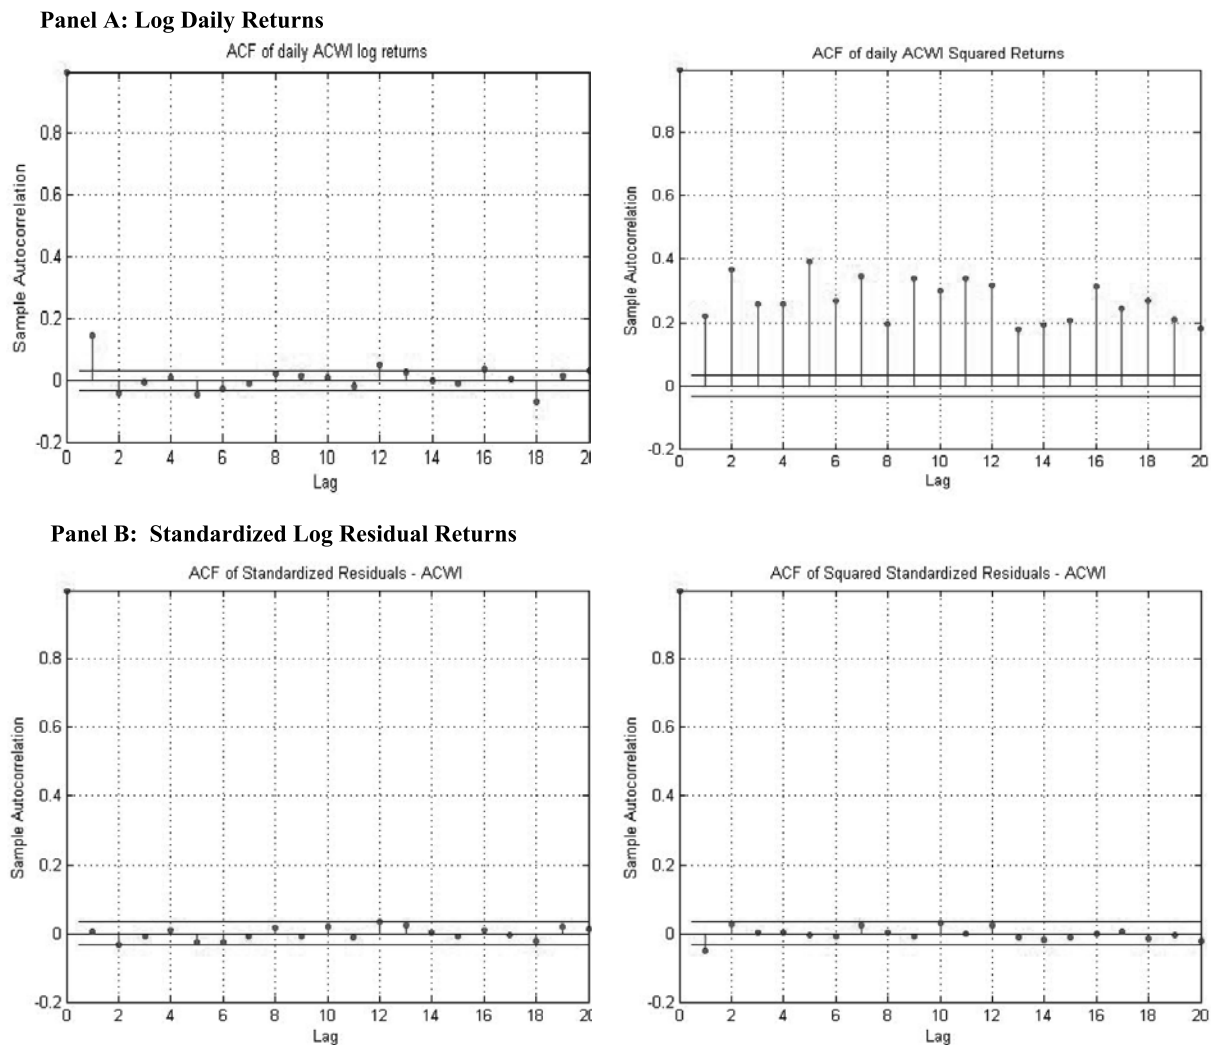 Panel A: Log Daily Returns
ACF of daily ACWI log returns
0.8
0.6
0.4
0.2
0
-0.2
0 2 4 6 8 10 12 14 16 18 20
Sample Autocorrelation
Lag
ACF of daily ACWI Squared Returns
0.8
0.6
0.4
0.2
0
-0.2
0 2 4 6 8 10 12 14 16 18 20
Sample Autocorrelation
Lag
Panel B: Standardized Log Residual Returns
ACF of Standardized Residuals - ACWI
0.8
0.6
0.4
0.2
0
-0.2
0 2 4 6 8 10 12 14 16 18 20
Sample Autocorrelation
Lag
ACF of Squared Standardized Residuals - ACWI
0.8
0.6
0.4
0.2
0
-0.2
0 2 4 6 8 10 12 14 16 18 20
Sample Autocorrelation
Lag